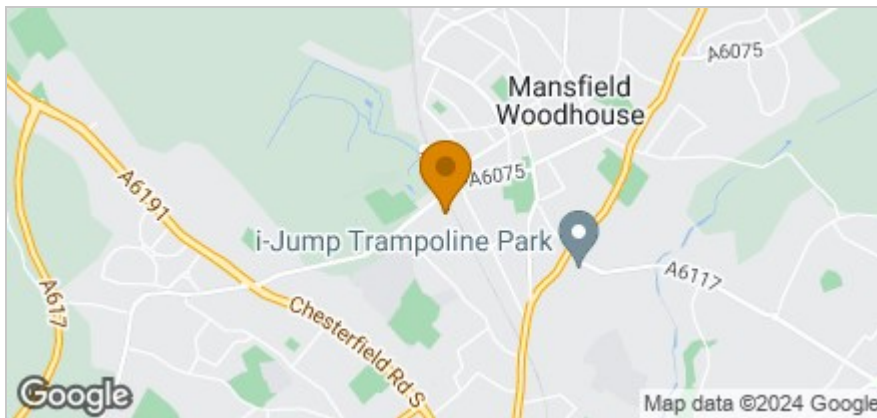 A6075
Mansfield
Woodhouse
A6075
A6191
i-Jump Trampoline Park
A6117
A617
Chesterfield Rd S
Google
Map data ©2024 Google